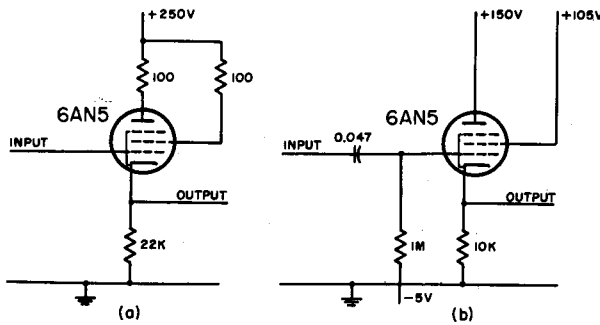 +250V
100
100
6AN5
INPUT
OUTPUT
22K
(a)
+150V
+105V
6AN5
INPUT
0.047
OUTPUT
1M
10K
-5V
(b)